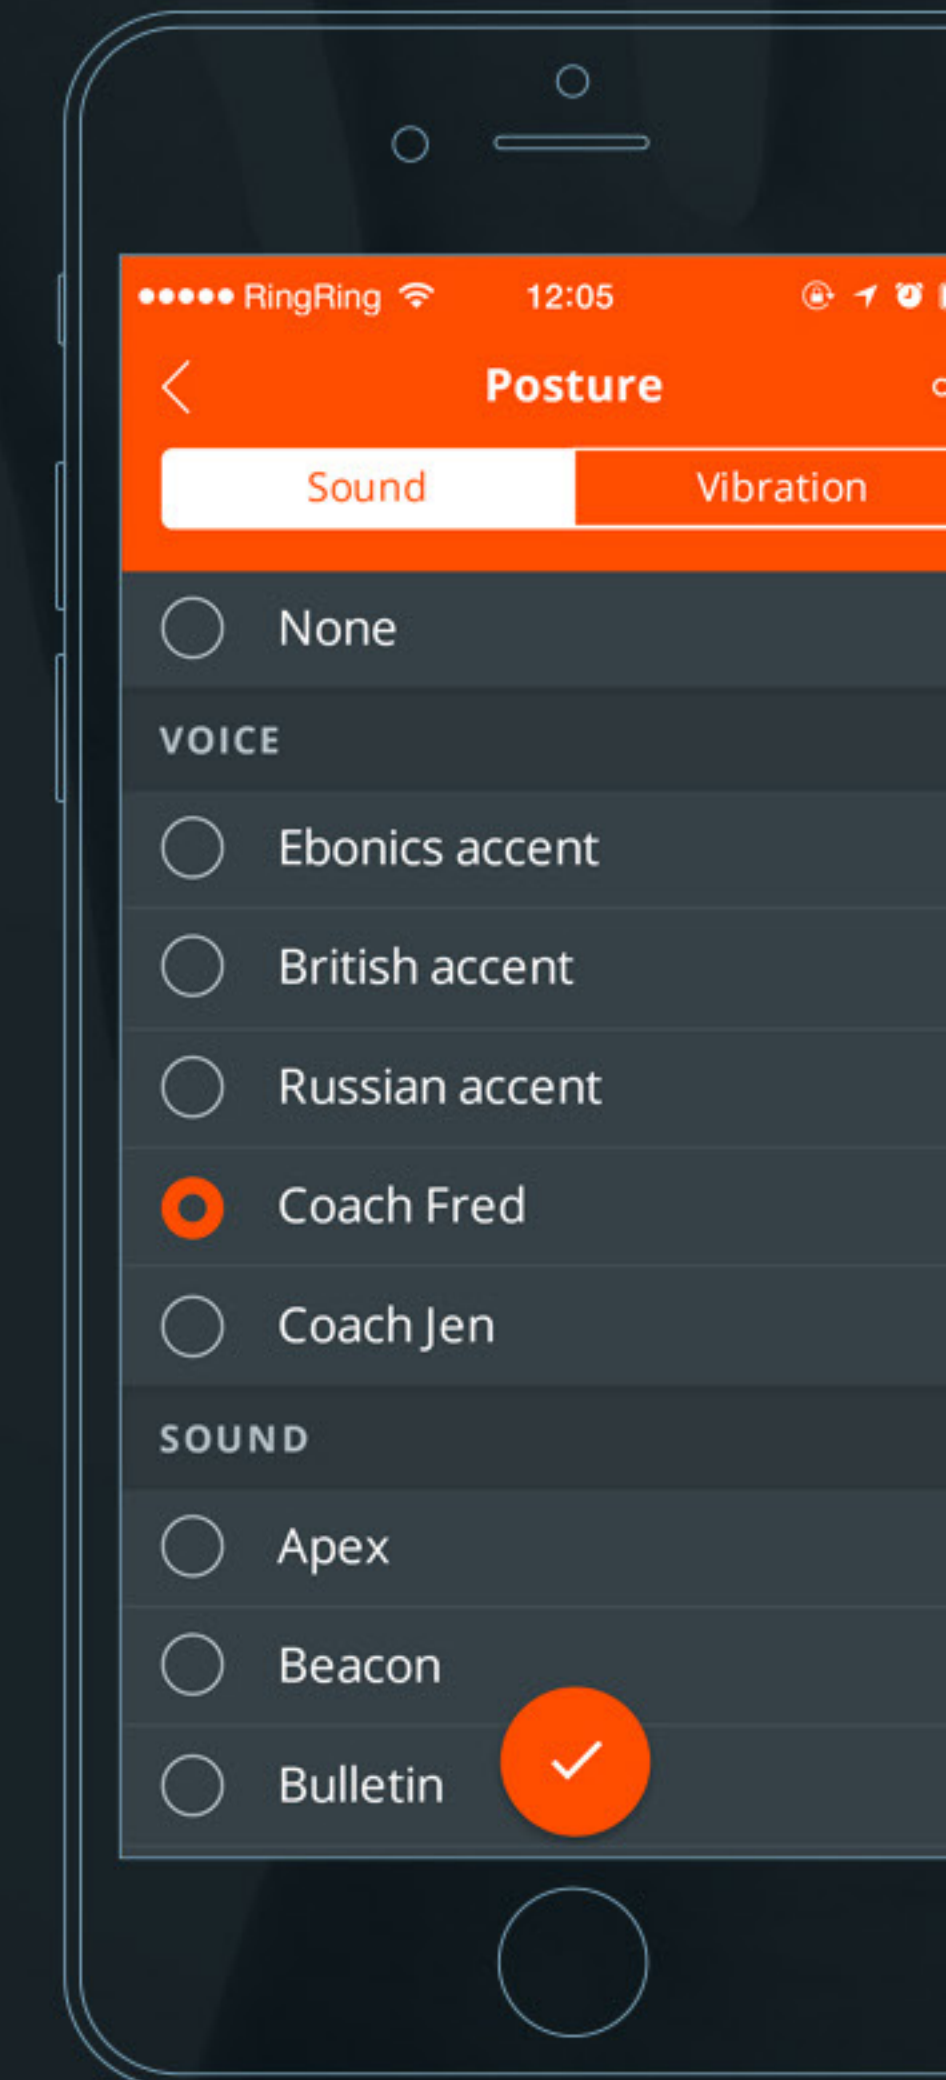 RingRing 12:05
Posture
Sound Vibration
None
VOICE
Ebonics accent
British accent
Russian accent
Coach Fred
Coach Jen
SOUND
Apex
Beacon
Bulletin